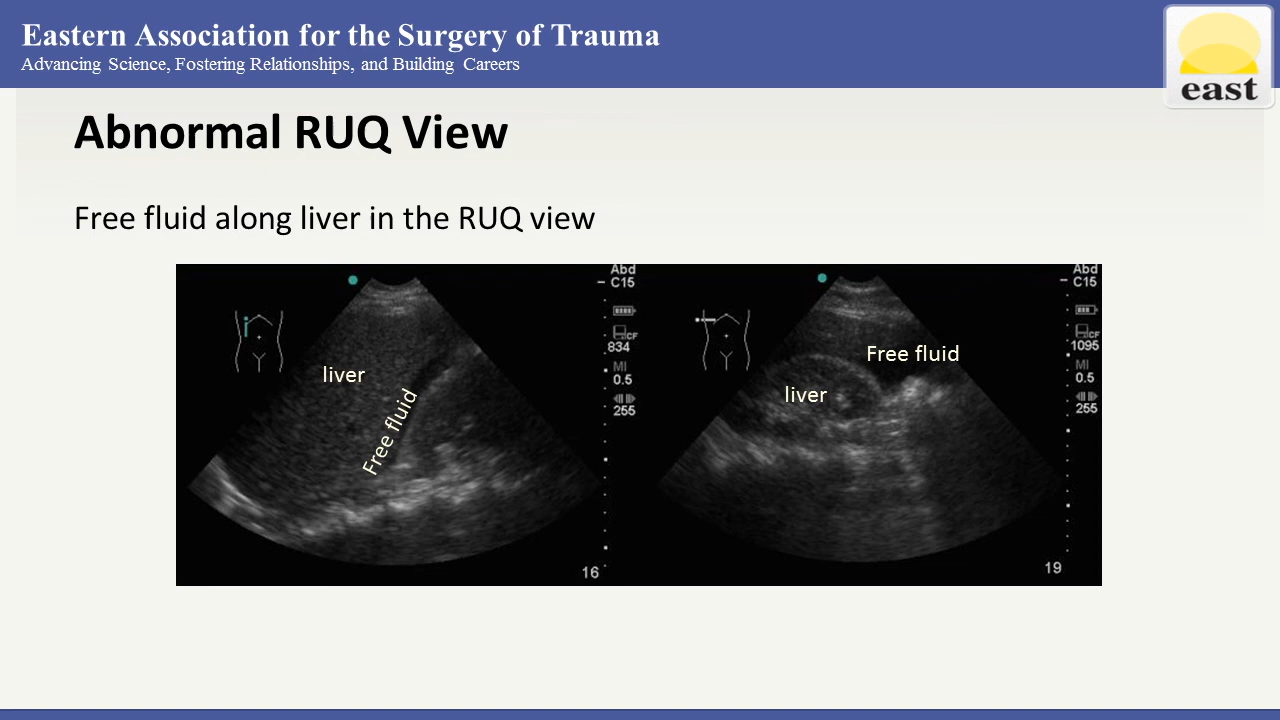 Eastern Association for the Surgery of Trauma
Advancing Science, Fostering Relationships, and Building Careers
east
Abnormal RUQ View
Free fluid along liver in the RUQ view
Abd
C15
CF
834
MI
0.5
255
liver
Free fluid
16
Abd
C15
CF
1095
MI
0.5
255
Free fluid
liver
19